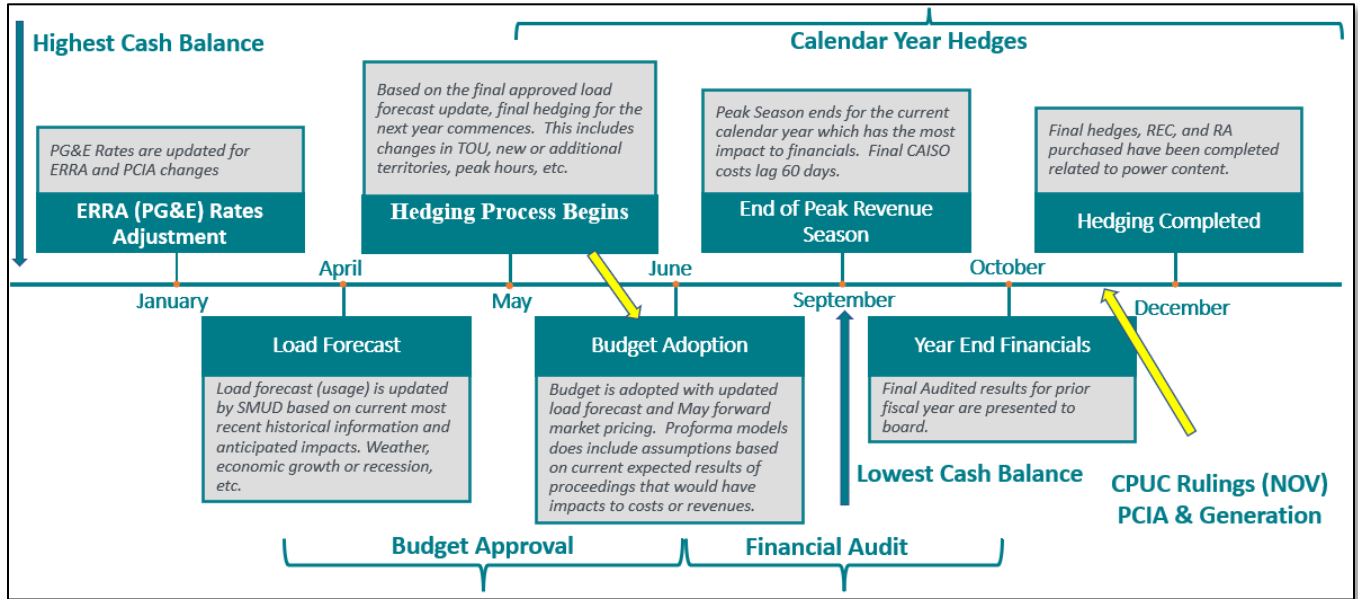 Highest Cash Balance
Calendar Year Hedges
PG&E Rates are updated for
ERRA and PCIA changes
ERRA (PG&E) Rates
Adjustment
Based on the final approved load
forecast update, final hedging for the
next year commences. This includes
changes in TOU, new or additional
territories, peak hours, etc.
Hedging Process Begins
Peak Season ends for the current
calendar year which has the most
impact to financials. Final CAISO
costs lag 60 days.
End of Peak Revenue
Season
Final hedges, REC, and RA
purchased have been completed
related to power content.
Hedging Completed
January
April
May
June
September
October
December
Load Forecast
Load forecast (usage) is updated
by SMUD based on current most
recent historical information and
anticipated impacts. Weather,
economic growth or recession,
etc.
Budget Adoption
Budget is adopted with updated
load forecast and May forward
market pricing. Proforma models
does include assumptions based
on current expected results of
proceedings that would have
impacts to costs or revenues.
Year End Financials
Final Audited results for prior
fiscal year are presented to
board.
Lowest Cash Balance
CPUC Rulings (NOV)
PCIA & Generation
Budget Approval
Financial Audit